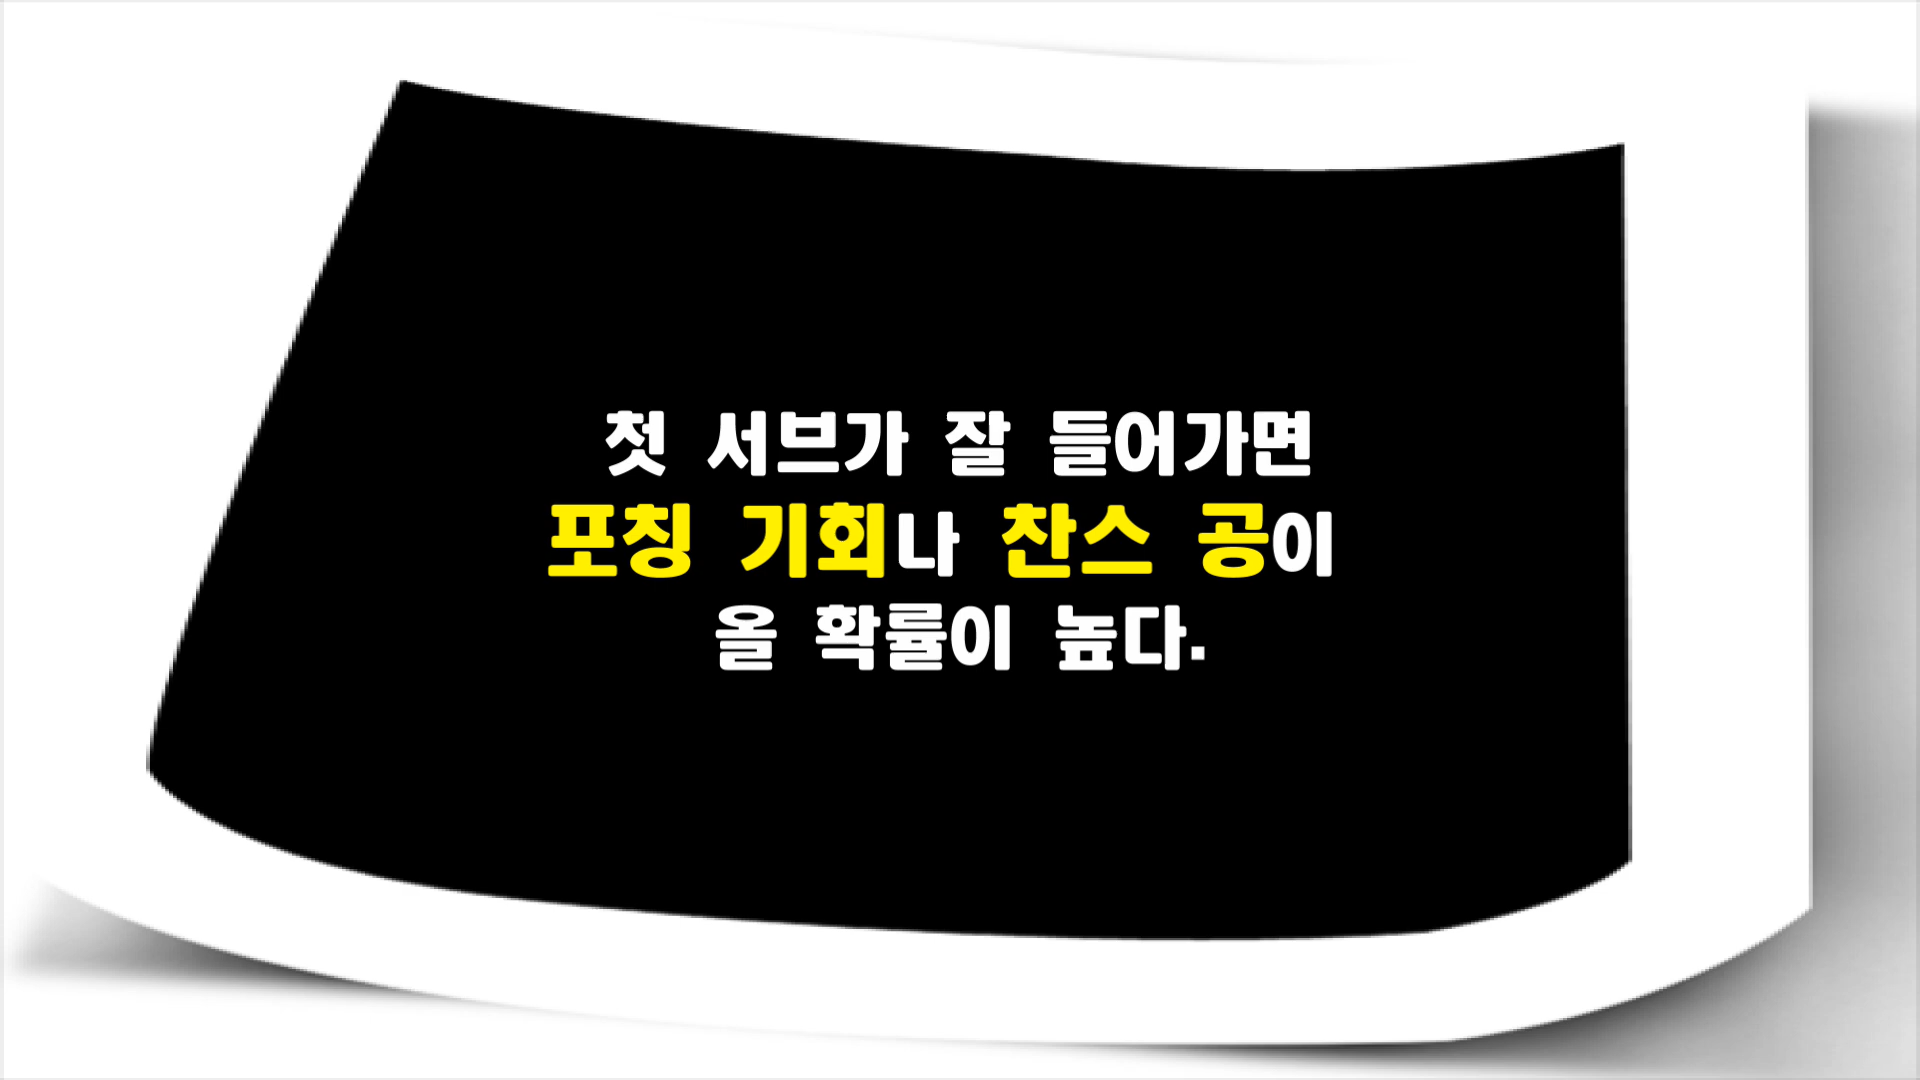 첫 서브가 잘 들어가면
포칭 기회나 찬스 공이
올 확률이 높다.